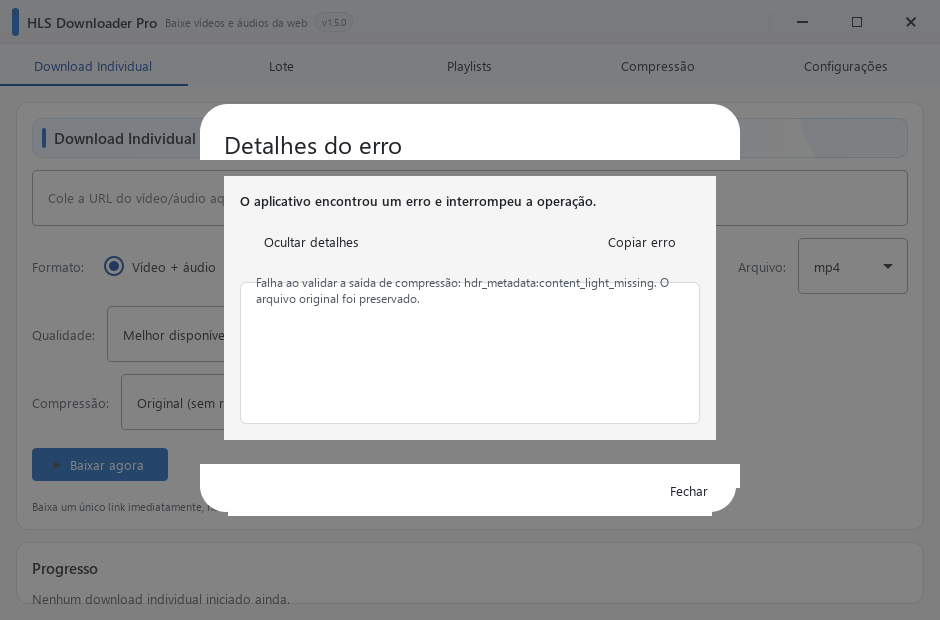 HLS Downloader Pro Baixe vídeos e áudios da web v1.5.0
Download Individual Lote Playlists Compressão Configurações
Download Individual
Detalhes do erro
Cole a URL do vídeo/áudio
O aplicativo encontrou um erro e interrompeu a operação.
Ocultar detalhes Copiar erro
Formato: Vídeo + áudio Arquivo: mp4
Falha ao validar a saída de compressão: hdr_metadata:content_light_missing. O
arquivo original foi preservado.
Qualidade: Melhor disponíve
Compressão: Original (sem
Baixar agora
Fechar
Baixa um único link imediatamente,
Progresso
Nenhum download individual iniciado ainda.